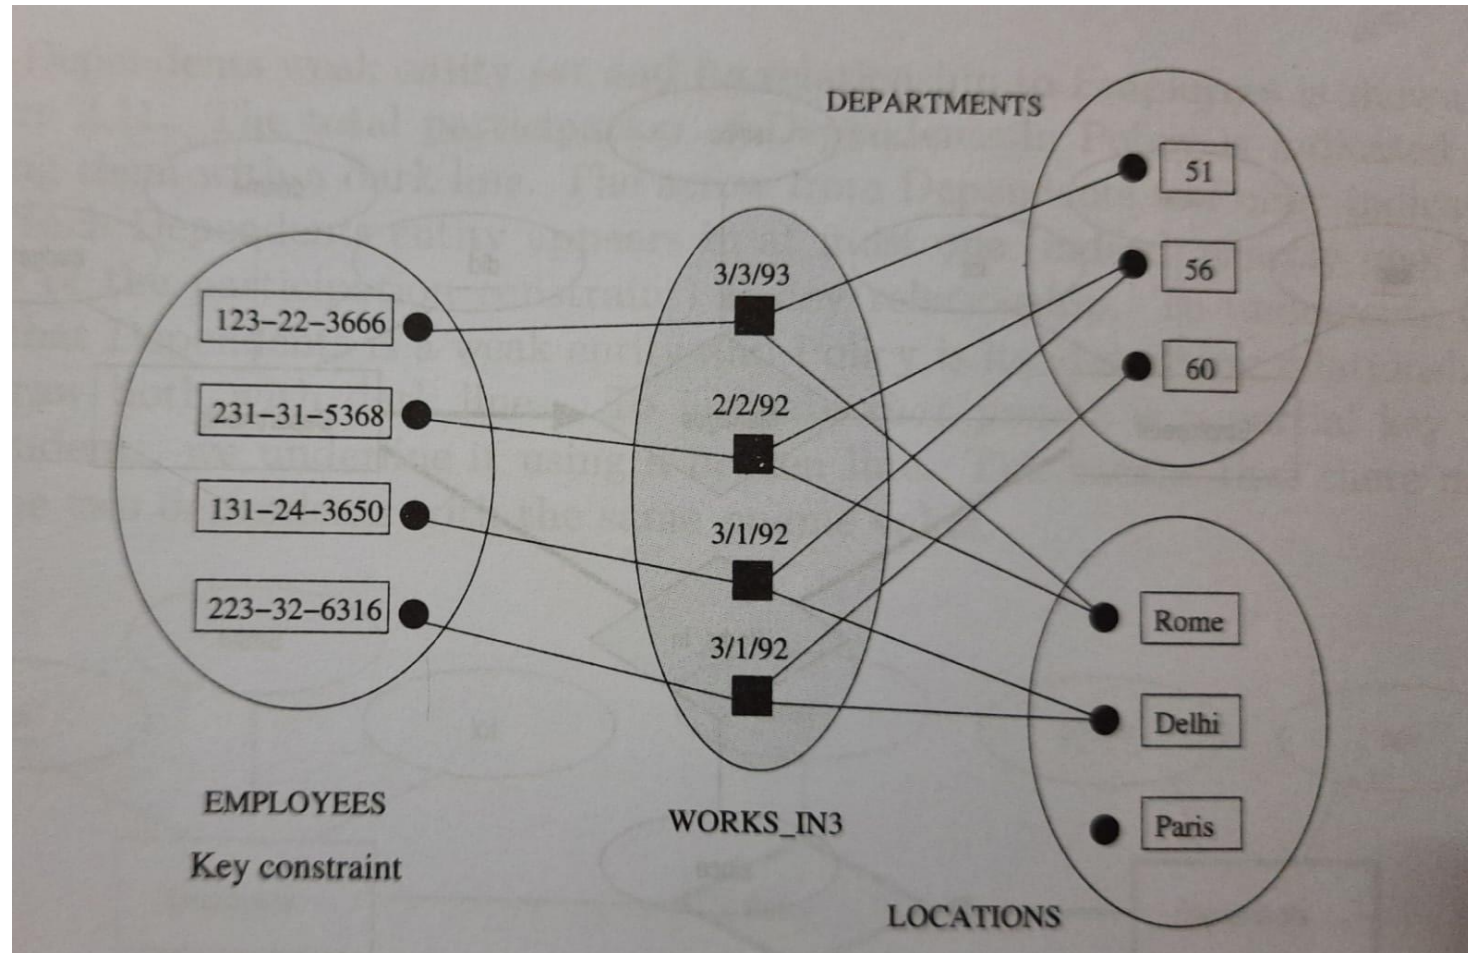 DEPARTMENTS
51
56
60
3/3/93
2/2/92
3/1/92
3/1/92
123–22–3666
231–31–5368
131–24–3650
223–32–6316
Rome
Delhi
Paris
EMPLOYEES
Key constraint
WORKS_IN3
LOCATIONS